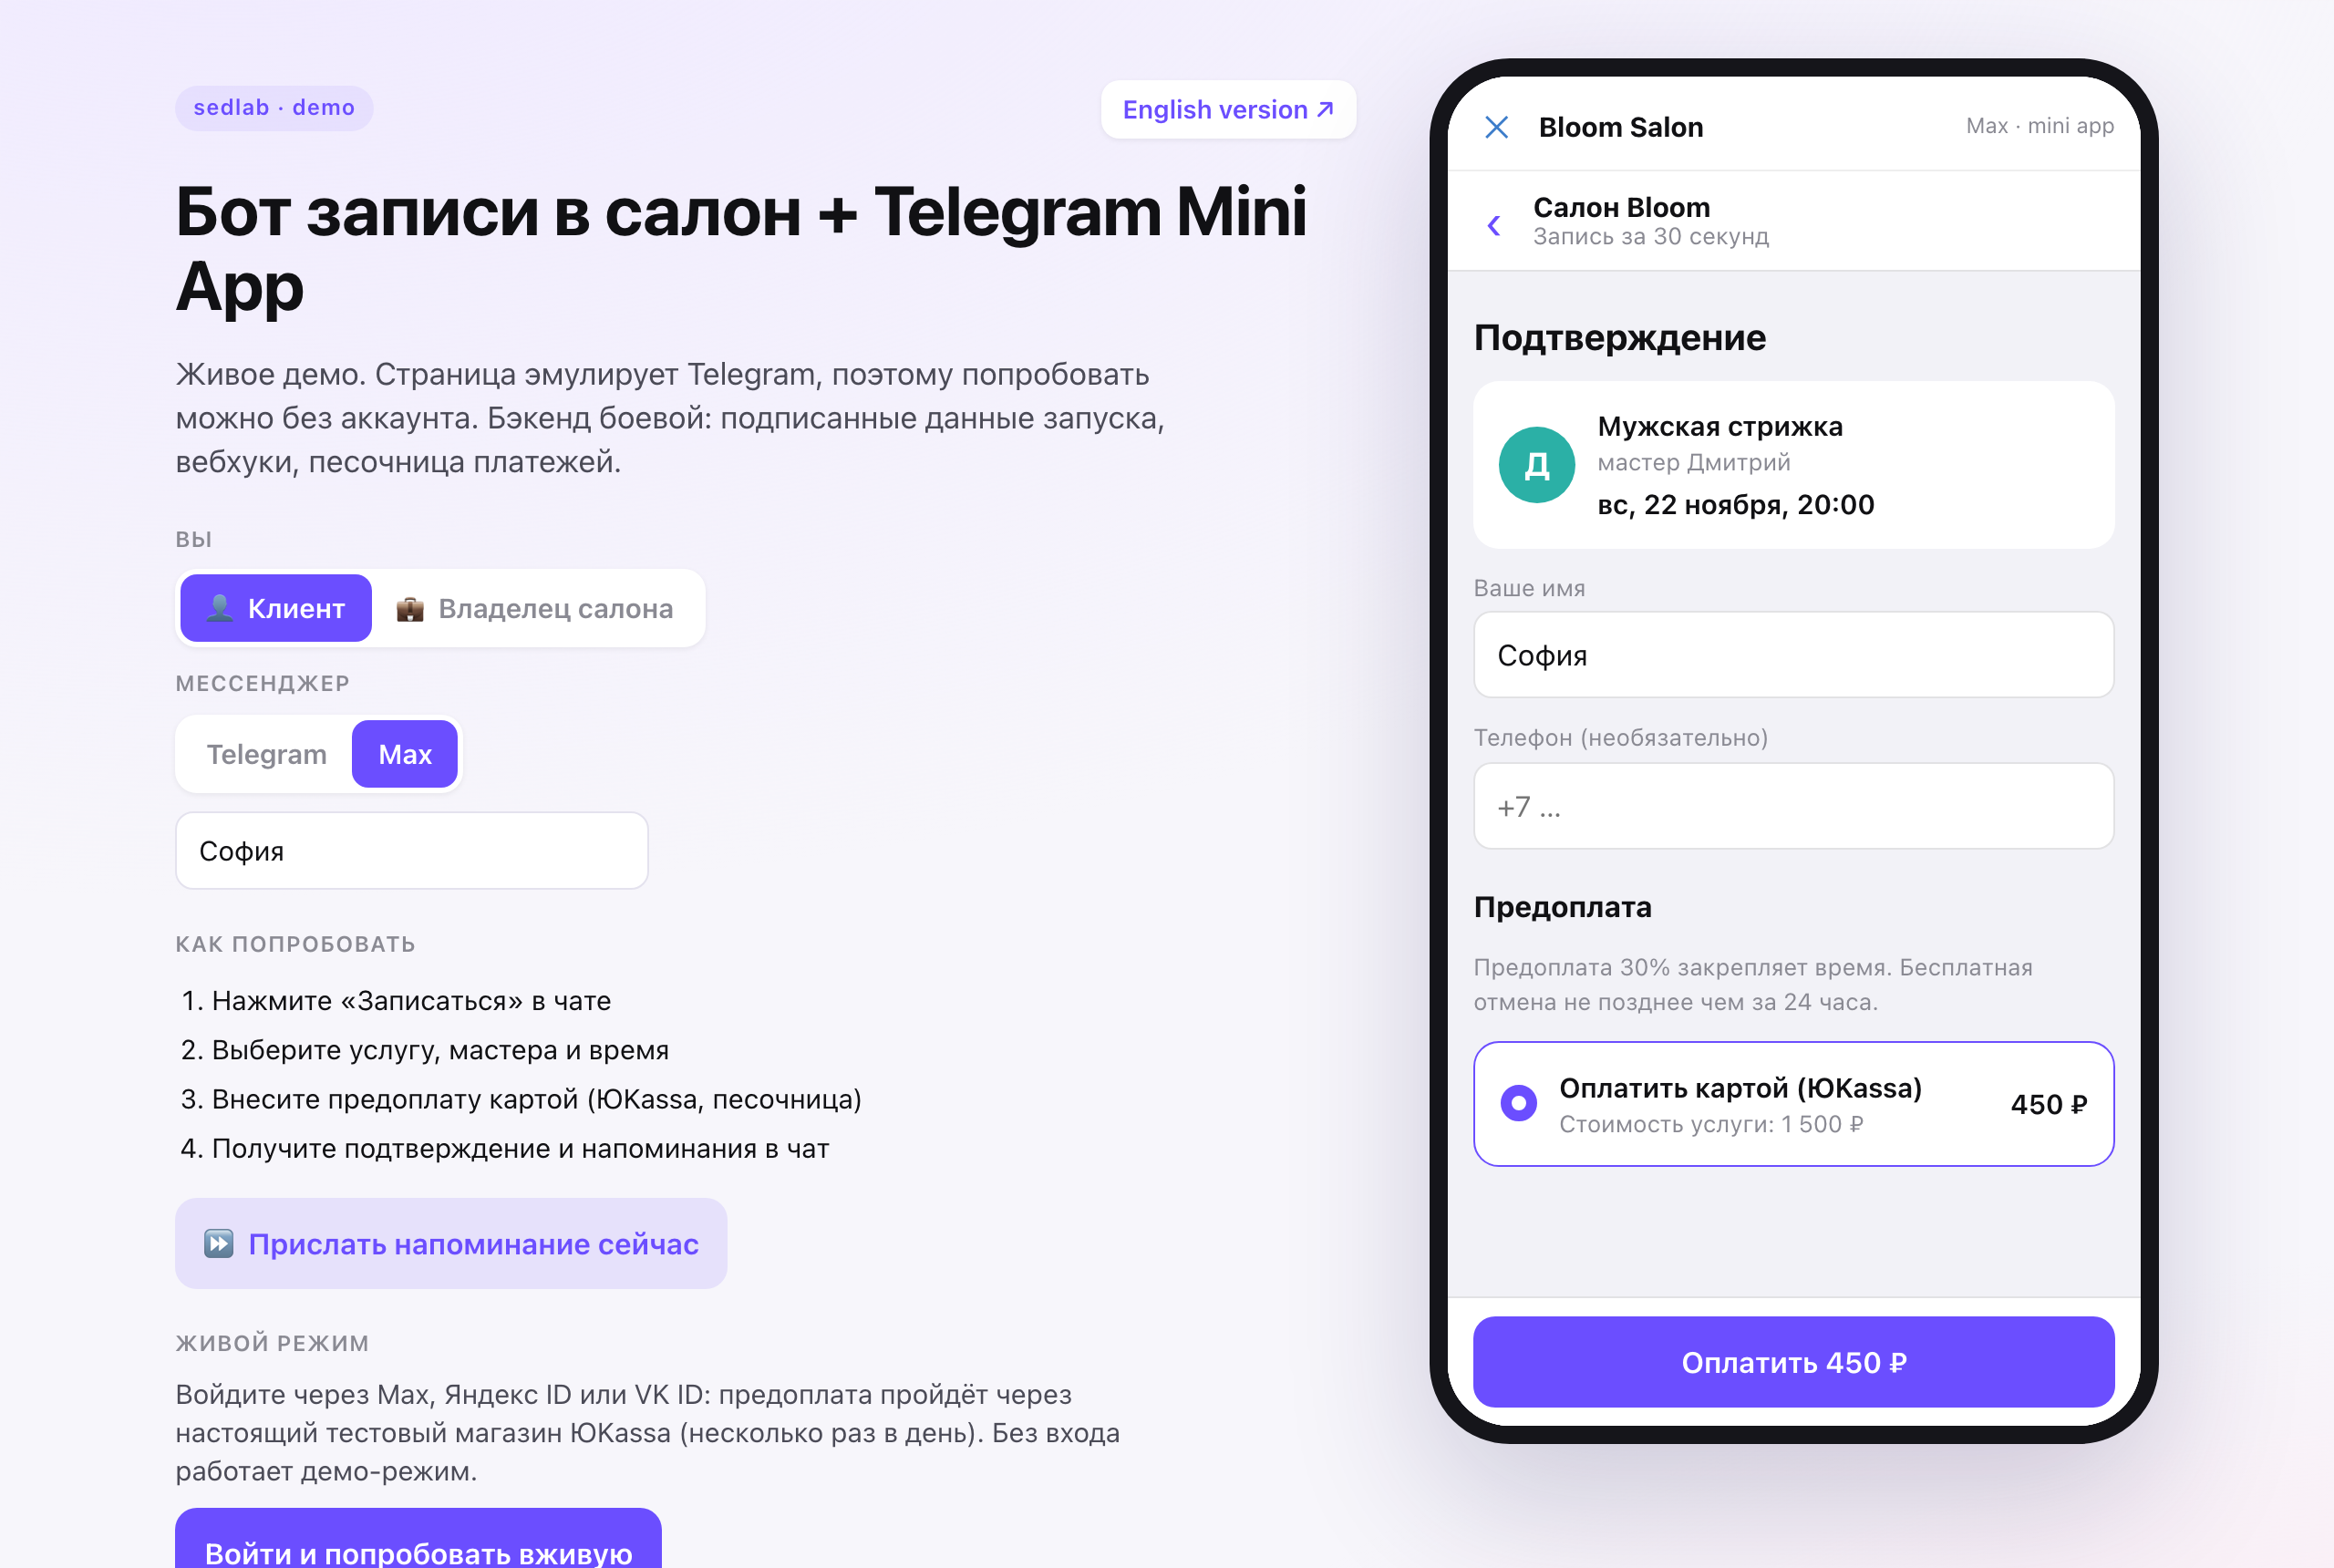 sedlab · demo
English version ↗
Бот записи в салон + Telegram Mini
App
Живое демо. Страница эмулирует Telegram, поэтому попробовать
можно без аккаунта. Бэкенд боевой: подписанные данные запуска,
вебхуки, песочница платежей.
ВЫ
Клиент
Владелец салона
МЕССЕНДЖЕР
Telegram
Max
София
КАК ПОПРОБОВАТЬ
1. Нажмите «Записаться» в чате
2. Выберите услугу, мастера и время
3. Внесите предоплату картой (ЮKassa, песочница)
4. Получите подтверждение и напоминания в чат
Прислать напоминание сейчас
ЖИВОЙ РЕЖИМ
Войдите через Max, Яндекс ID или VK ID: предоплата пройдёт через
настоящий тестовый магазин ЮKassa (несколько раз в день). Без входа
работает демо-режим.
Войти и попробовать вживую
Bloom Salon
Max · mini app
Салон Bloom
Запись за 30 секунд
Подтверждение
Д
Мужская стрижка
мастер Дмитрий
вс, 22 ноября, 20:00
Ваше имя
София
Телефон (необязательно)
+7 ...
Предоплата
Предоплата 30% закрепляет время. Бесплатная
отмена не позднее чем за 24 часа.
Оплатить картой (ЮKassa)
Стоимость услуги: 1 500 ₽
450 ₽
Оплатить 450 ₽